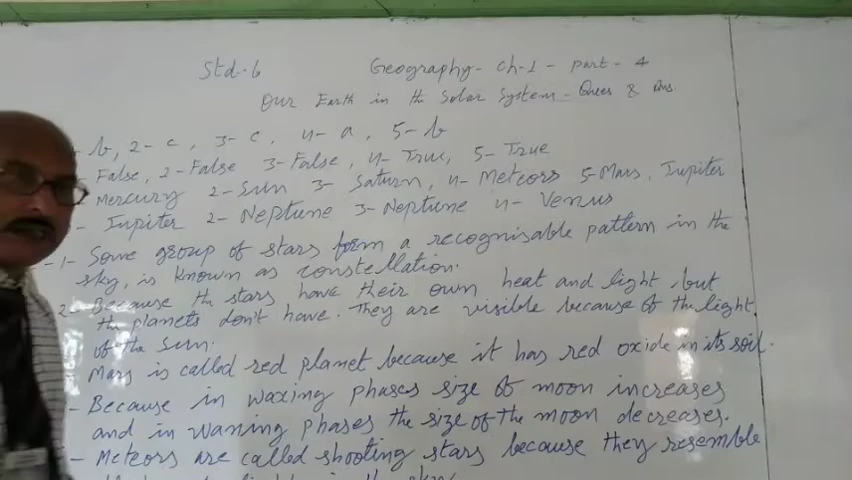 Std-6 Geography - Ch-1 - part - 4
Our Earth in the Solar System - Ques & Ans.
- b, 2- c, 3- c, 4- a, 5- b
- False, 2- False 3- False, 4- True, 5- True
Mercury 2- Sun 3- Saturn, 4- Meteors 5- Mars, Jupiter
- Jupiter 2- Neptune 3- Neptune 4- Venus
-1- Some group of stars form a recognisable pattern in the
sky, is known as constellation.
2- Because the stars have their own heat and light but
the planets don't have. They are visible because of the light
of the Sun.
- Mars is called red planet because it has red oxide in its soil.
- Because in waxing phases size of moon increases
and in waning phases the size of the moon decreases.
- Meteors are called shooting stars because they resemble
in the sky